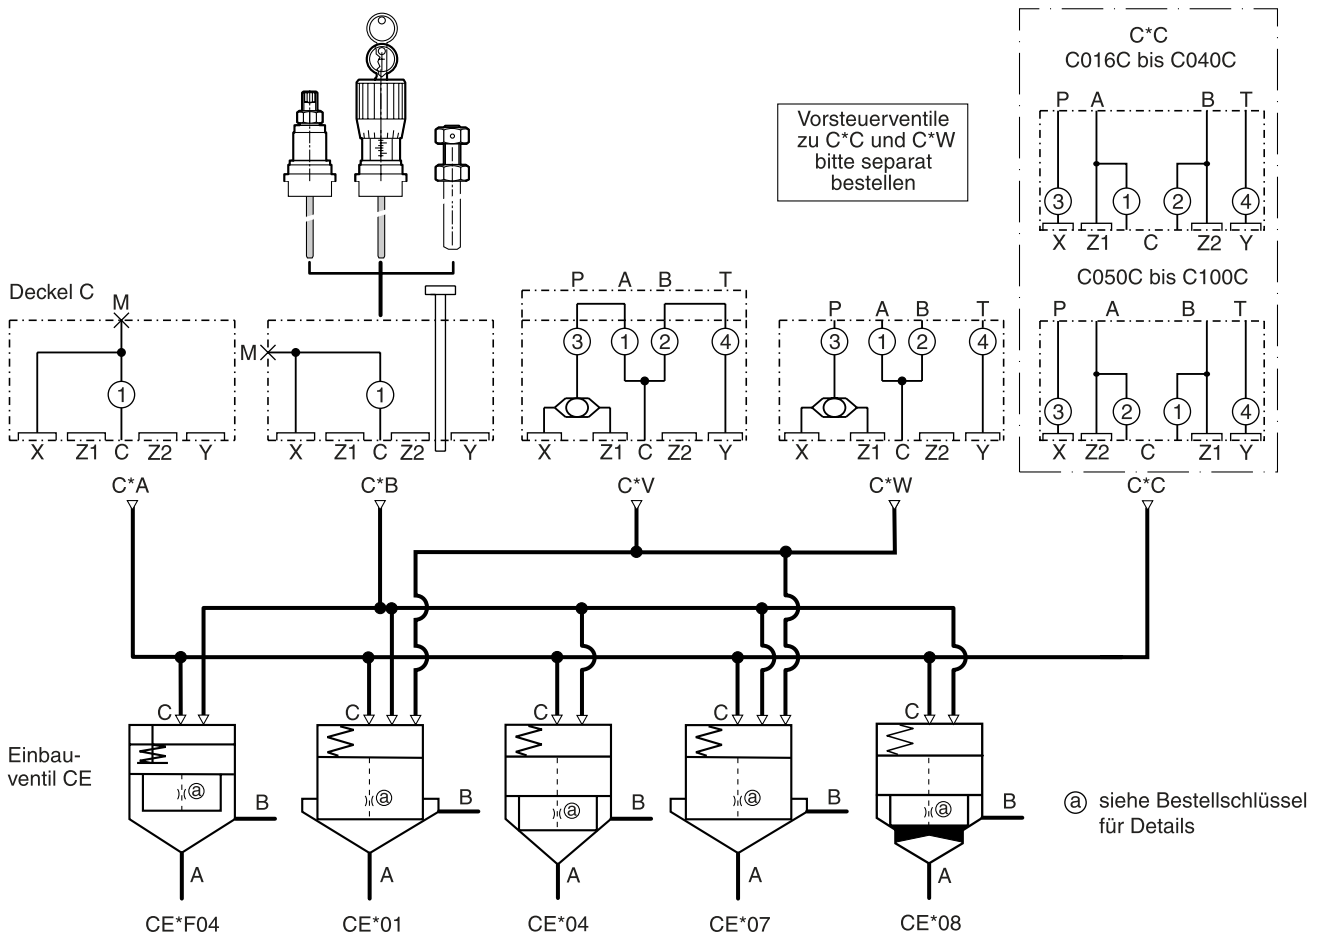 C*C
C016C bis C040C
P A B T
3 1 2 4
X Z1 C Z2 Y
Vorsteuerventile
zu C*C und C*W
bitte separat
bestellen
C050C bis C100C
P A B T
3 2 1 4
X Z2 C Z1 Y
C*C
Deckel C
M
1
X Z1 C Z2 Y
C*A
M
1
X Z1 C Z2 Y
C*B
P A B T
3 1 2 4
X Z1 C Z2 Y
C*V
P A B T
3 1 2 4
X Z1 C Z2 Y
C*W
Einbau-
ventil CE
C
a
B
A
CE*F04
C
a
B
A
CE*01
C
a
B
A
CE*04
C
a
B
A
CE*07
C
a
B
A
CE*08
a siehe Bestellschlüssel
für Details